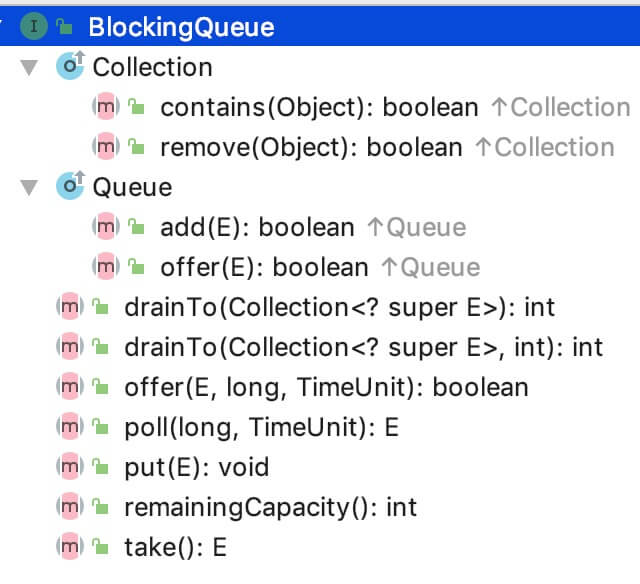 I BlockingQueue
Collection
m contains(Object): boolean ↑Collection
m remove(Object): boolean ↑Collection
Queue
m add(E): boolean ↑Queue
m offer(E): boolean ↑Queue
m drainTo(Collection<? super E>): int
m drainTo(Collection<? super E>, int): int
m offer(E, long, TimeUnit): boolean
m poll(long, TimeUnit): E
m put(E): void
m remainingCapacity(): int
m take(): E